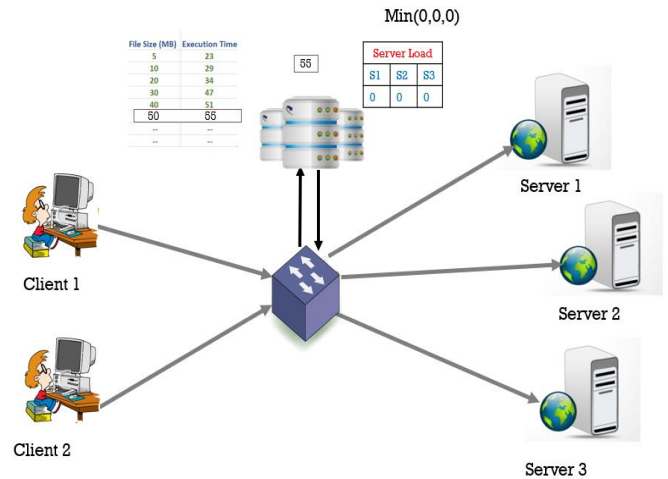 Min(0,0,0)
File Size (MB) Execution Time
5 23
10 29
20 34
30 47
40 51
50 55
-- --
-- --
55
Server Load
S1 S2 S3
0 0 0
Server 1
Client 1
Server 2
Client 2
Server 3